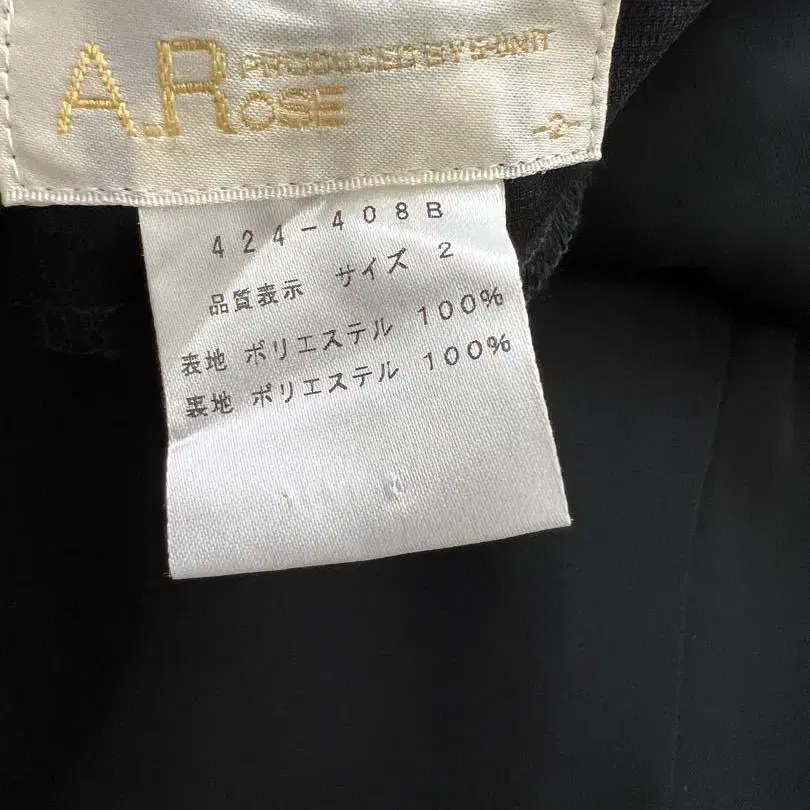 A.ROSE
PRODUCED BY S-UNIT
-2-
424-408B
品質表示 サイズ 2
表地 ポリエステル 100%
裏地 ポリエステル 100%